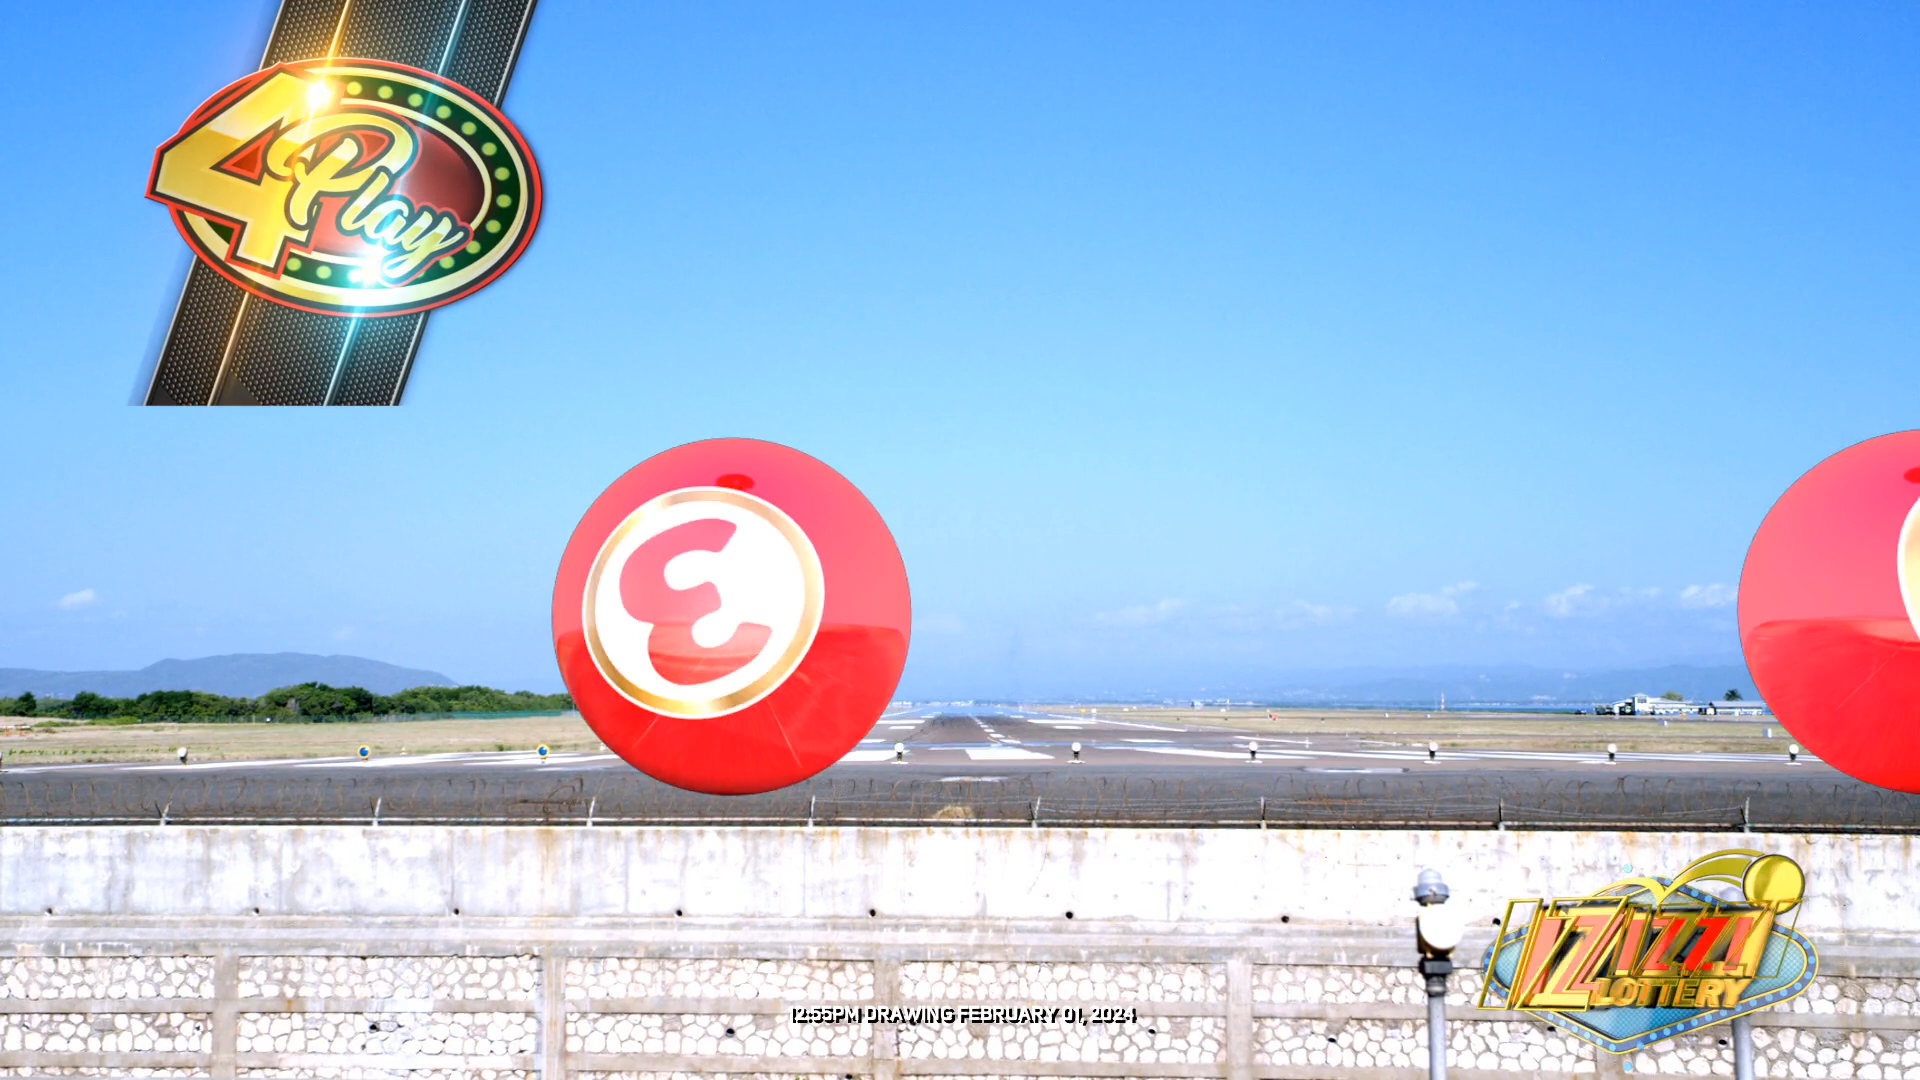 4Play
3
IZIZZI
LOTTERY
12:55PM DRAWING FEBRUARY 01, 2024